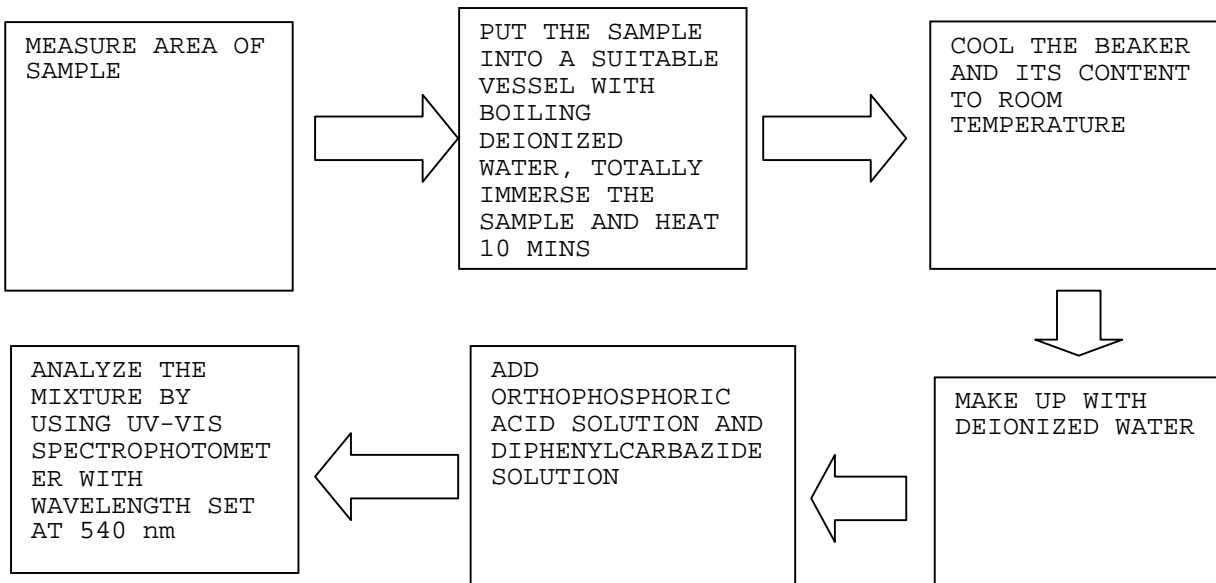 MEASURE AREA OF
SAMPLE
PUT THE SAMPLE
INTO A SUITABLE
VESSEL WITH
BOILING
DEIONIZED
WATER, TOTALLY
IMMERSE THE
SAMPLE AND HEAT
10 MINS
COOL THE BEAKER
AND ITS CONTENT
TO ROOM
TEMPERATURE
MAKE UP WITH
DEIONIZED WATER
ADD
ORTHOPHOSPHORIC
ACID SOLUTION AND
DIPHENYLCARBAZIDE
SOLUTION
ANALYZE THE
MIXTURE BY
USING UV-VIS
SPECTROPHOTOMET
ER WITH
WAVELENGTH SET
AT 540 nm